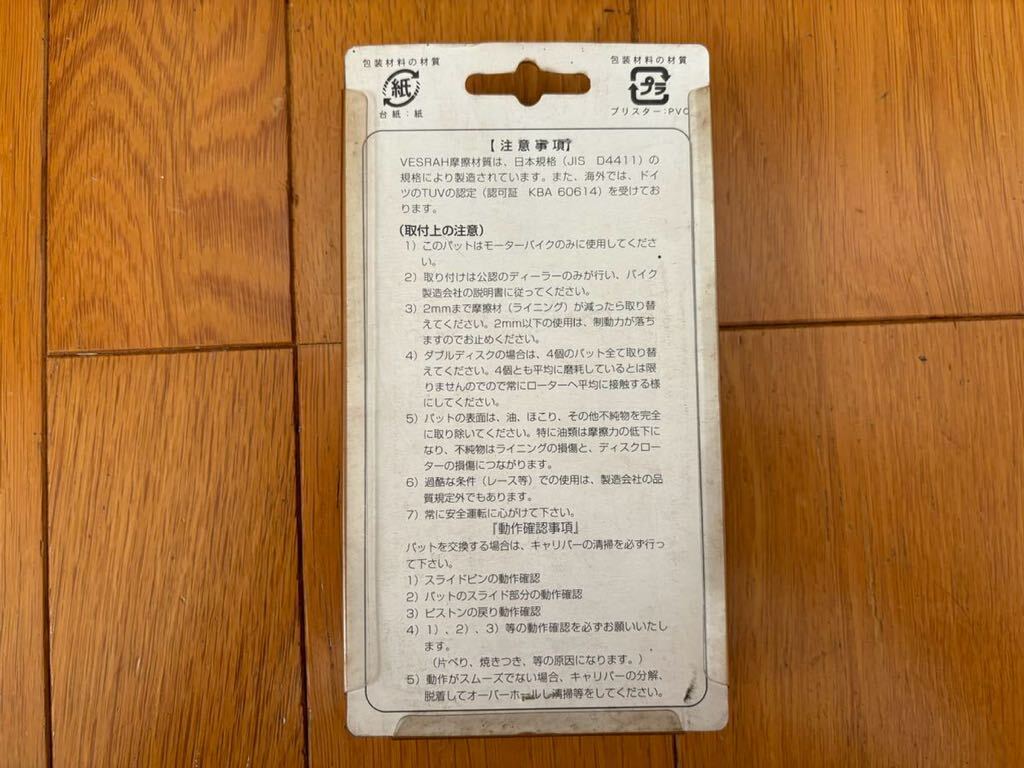 包装材料の材質
紙
台紙：紙
包装材料の材質
プラ
ブリスター：PVC
【注意事項】
VESRAH摩擦材質は、日本規格（JIS D4411）の
規格により製造されています。また、海外では、ドイ
ツのTUVの認定（認可証 KBA 60614）を受けてお
ります。
（取付上の注意）
1）このパットはモーターバイクのみに使用してくださ
い。
2）取り付けは公認のディーラーのみが行い、バイク
製造会社の説明書に従ってください。
3）2mmまで摩擦材（ライニング）が減ったら取り替
えてください。2mm以下の使用は、制動力が落ち
ますのでお止めください。
4）ダブルディスクの場合は、4個のパット全て取り替
えてください。4個とも平均に磨耗しているとは限
りませんのでので常にローターへ平均に接触する様
にしてください。
5）パットの表面は、油、ほこり、その他不純物を完全
に取り除いてください。特に油類は摩擦力の低下に
なり、不純物はライニングの損傷と、ディスクロー
ターの損傷につながります。
6）過酷な条件（レース等）での使用は、製造会社の品
質規定外でもあります。
7）常に安全運転に心がけて下さい。
『動作確認事項』
パットを交換する場合は、キャリパーの清掃を必ず行っ
て下さい。
1）スライドピンの動作確認
2）パットのスライド部分の動作確認
3）ピストンの戻り動作確認
4）1）、2）、3）等の動作確認を必ずお願いいたし
ます。
（片べり、焼きつき、等の原因になります。）
5）動作がスムーズでない場合、キャリパーの分解、
脱着してオーバーホールし清掃等をしてください。